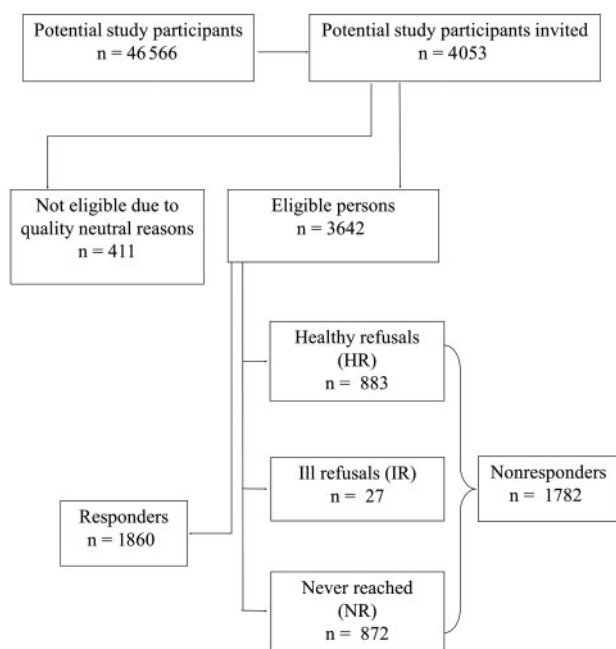 Potential study participants
n = 46 566
Potential study participants invited
n = 4053
Not eligible due to
quality neutral reasons
n = 411
Eligible persons
n = 3642
Healthy refusals
(HR)
n = 883
Ill refusals (IR)
n = 27
Nonresponders
n = 1782
Responders
n = 1860
Never reached
(NR)
n = 872